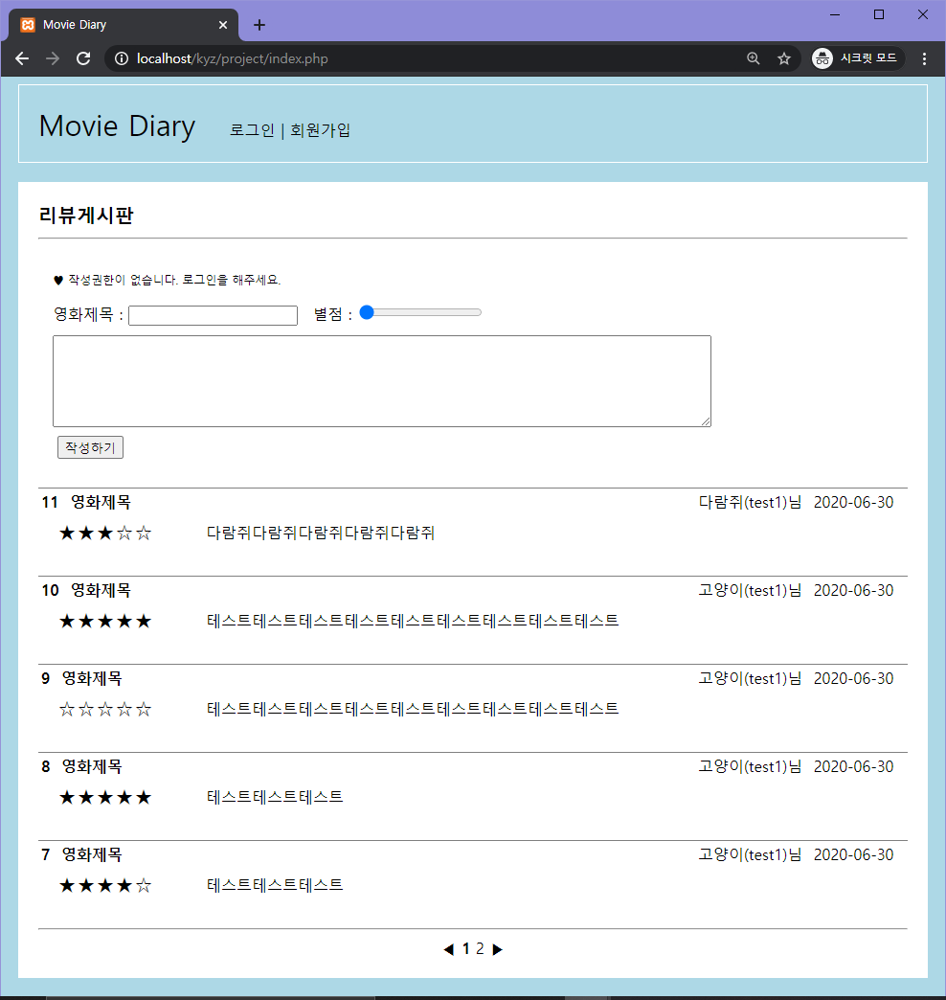 Movie Diary
localhost/kyz/project/index.php
시크릿 모드
Movie Diary 로그인 | 회원가입
리뷰게시판
♥ 작성권한이 없습니다. 로그인을 해주세요.
영화제목 : 별점 :
작성하기
11 영화제목 다람쥐(test1)님 2020-06-30
★★★☆☆ 다람쥐다람쥐다람쥐다람쥐다람쥐
10 영화제목 고양이(test1)님 2020-06-30
★★★★★ 테스트테스트테스트테스트테스트테스트테스트테스트테스트
9 영화제목 고양이(test1)님 2020-06-30
☆☆☆☆☆ 테스트테스트테스트테스트테스트테스트테스트테스트테스트
8 영화제목 고양이(test1)님 2020-06-30
★★★★★ 테스트테스트테스트
7 영화제목 고양이(test1)님 2020-06-30
★★★★☆ 테스트테스트테스트
◀ 1 2 ▶